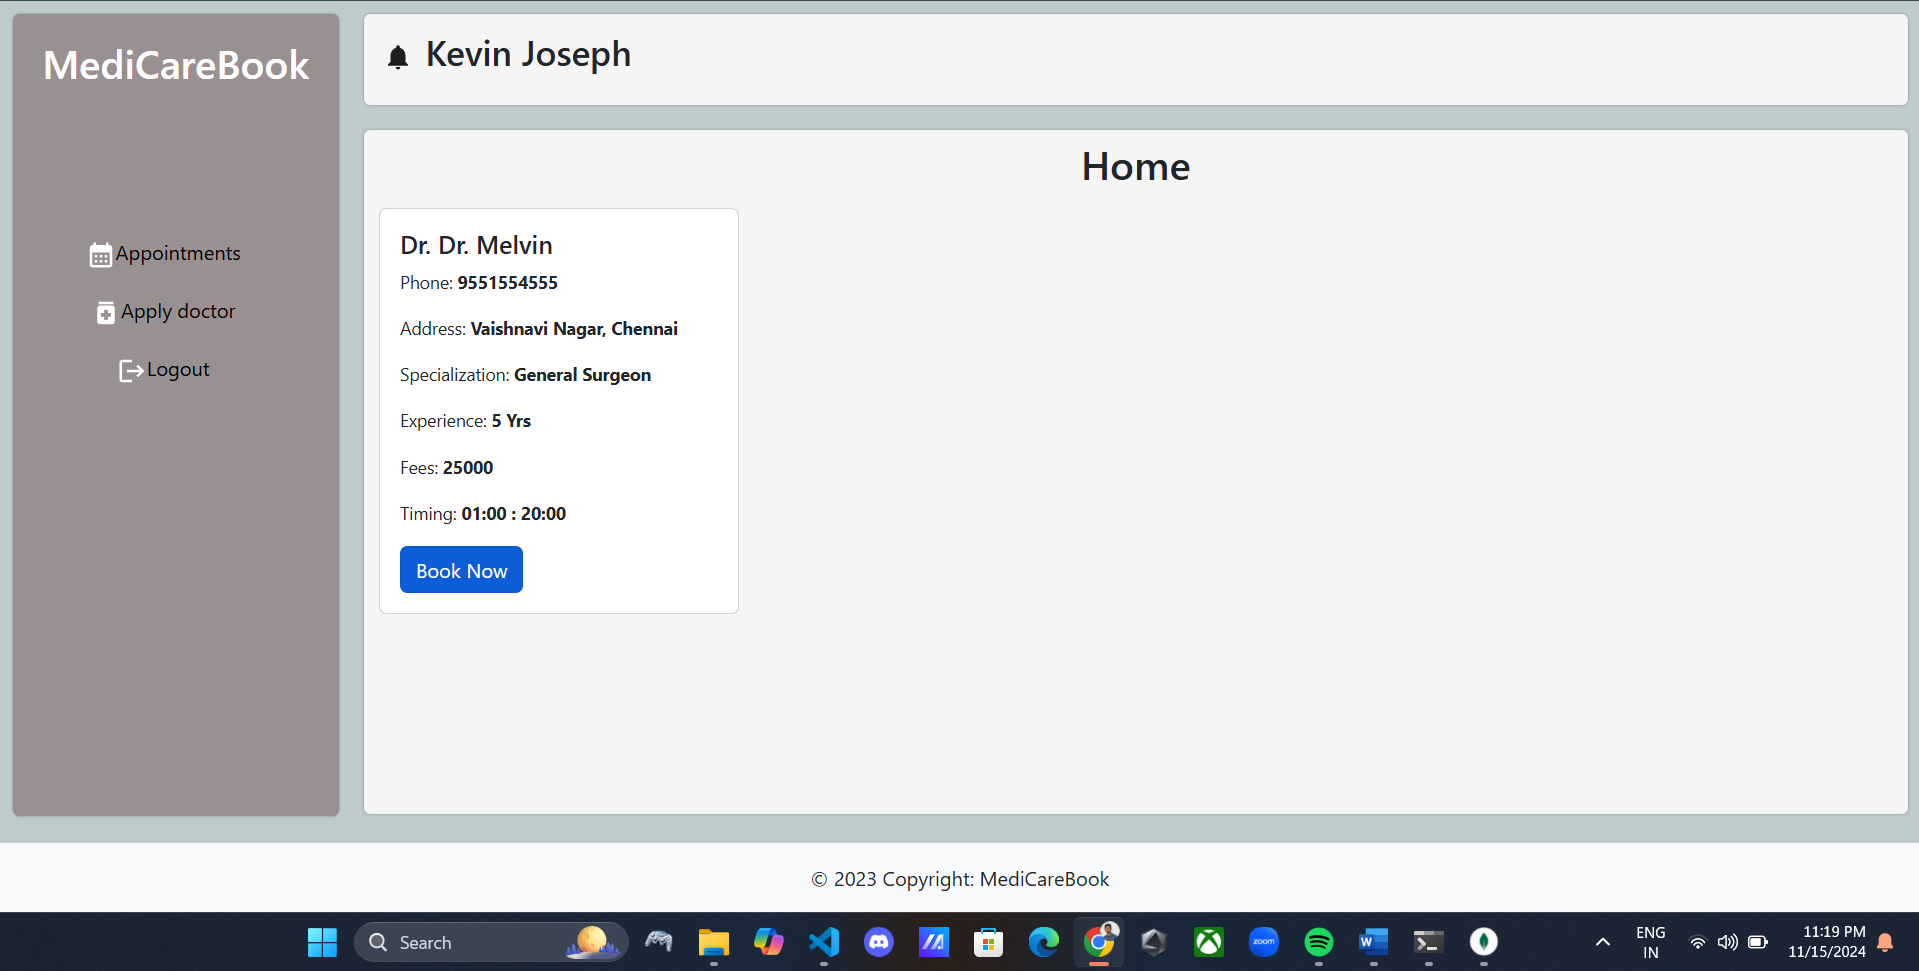 MediCareBook
Appointments
Apply doctor
Logout
Kevin Joseph
Home
Dr. Dr. Melvin
Phone: 9551554555
Address: Vaishnavi Nagar, Chennai
Specialization: General Surgeon
Experience: 5 Yrs
Fees: 25000
Timing: 01:00 : 20:00
Book Now
© 2023 Copyright: MediCareBook
Search
zoom
W
ENG
IN
11:19 PM
11/15/2024